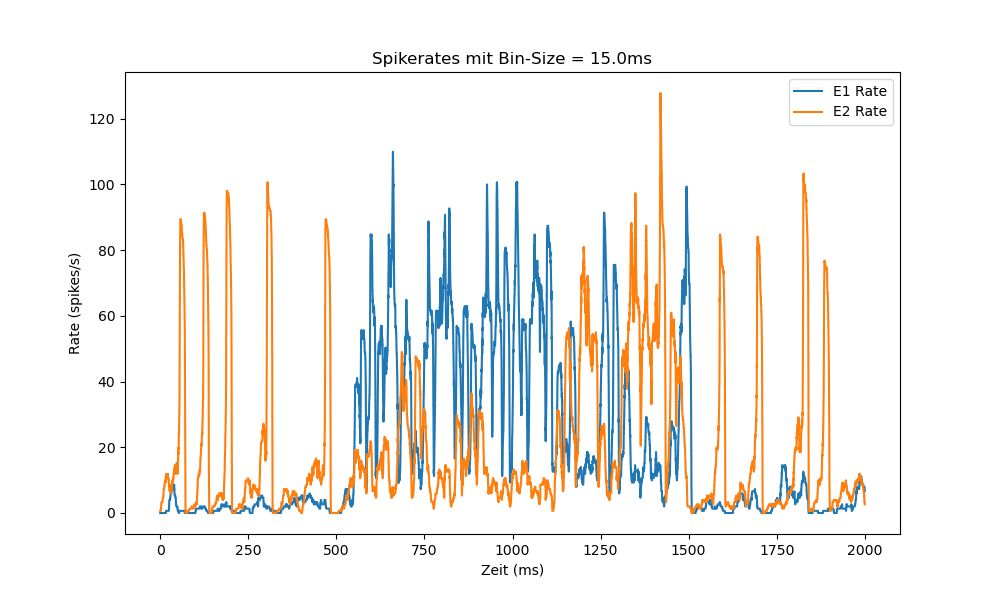 Spikerates mit Bin-Size = 15.0ms
E1 Rate
E2 Rate
120
100
80
60
40
20
0
Rate (spikes/s)
0 250 500 750 1000 1250 1500 1750 2000
Zeit (ms)